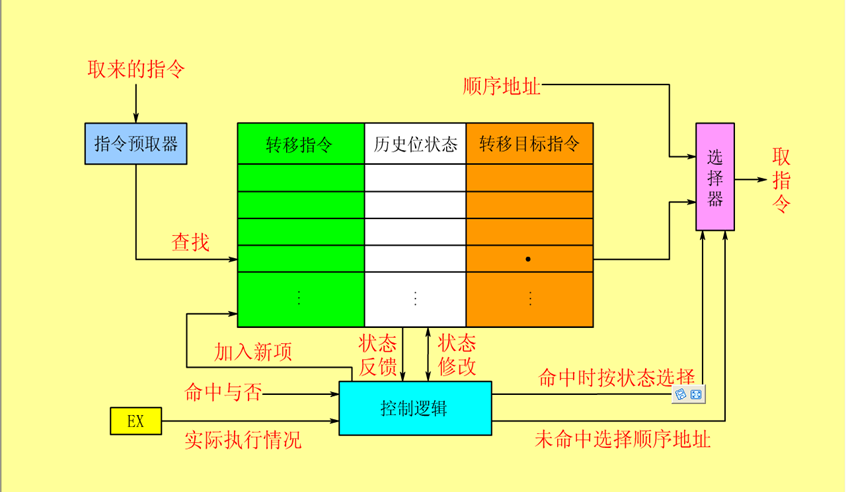 取来的指令
顺序地址
指令预取器
转移指令
历史位状态
转移目标指令
选
择
器
取
指
令
查找
⋮
⋮
⋮
加入新项
状态
反馈
状态
修改
命中与否
命中时按状态选择
控制逻辑
EX
实际执行情况
未命中选择顺序地址